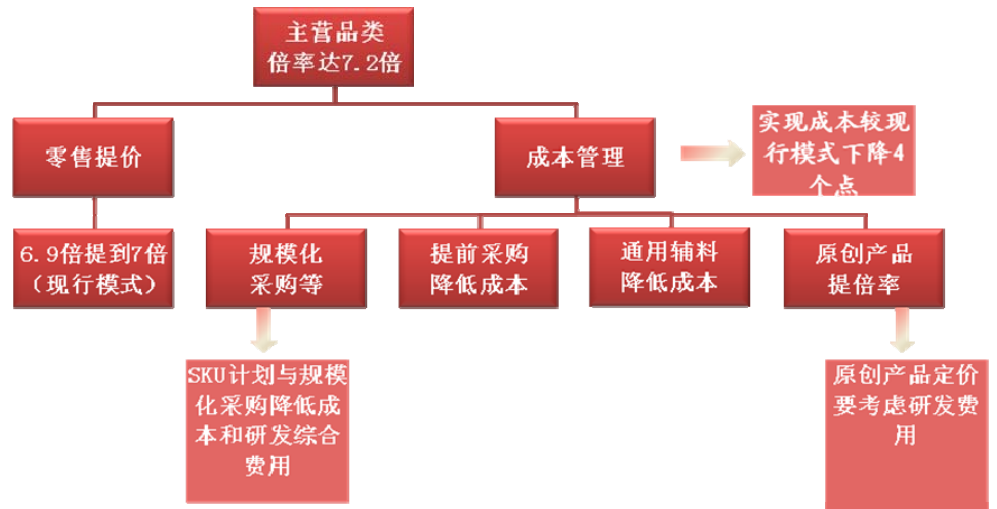 主营品类
倍率达7.2倍
零售提价
成本管理
实现成本较现
行模式下降4
个点
6.9倍提到7倍
（现行模式）
规模化
采购等
提前采购
降低成本
通用辅料
降低成本
原创产品
提倍率
SKU计划与规模
化采购降低成
本和研发综合
费用
原创产品定价
要考虑研发费
用